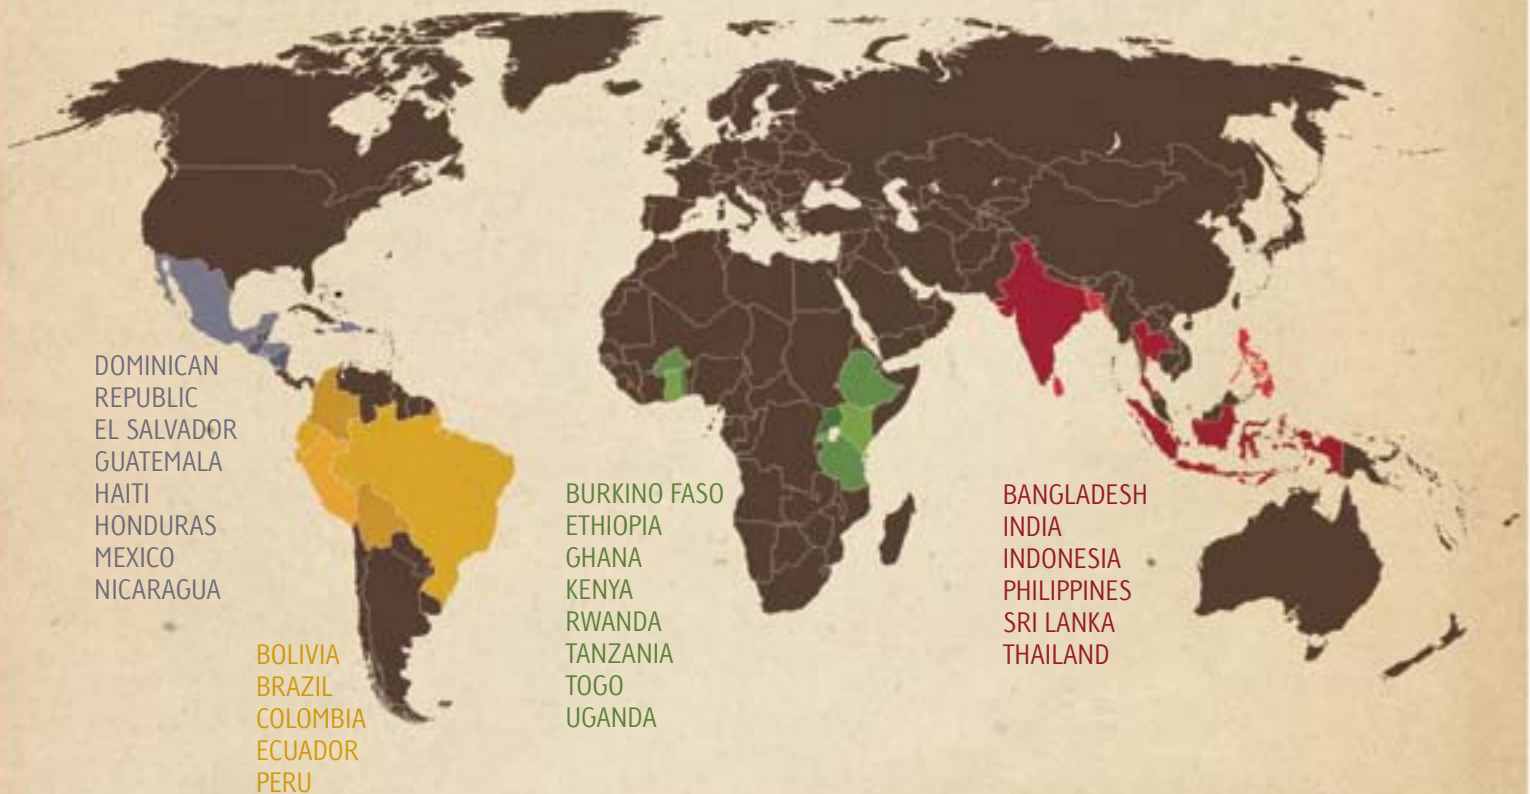 DOMINICAN
REPUBLIC
EL SALVADOR
GUATEMALA
HAITI
HONDURAS
MEXICO
NICARAGUA
BOLIVIA
BRAZIL
COLOMBIA
ECUADOR
PERU
BURKINO FASO
ETHIOPIA
GHANA
KENYA
RWANDA
TANZANIA
TOGO
UGANDA
BANGLADESH
INDIA
INDONESIA
PHILIPPINES
SRI LANKA
THAILAND